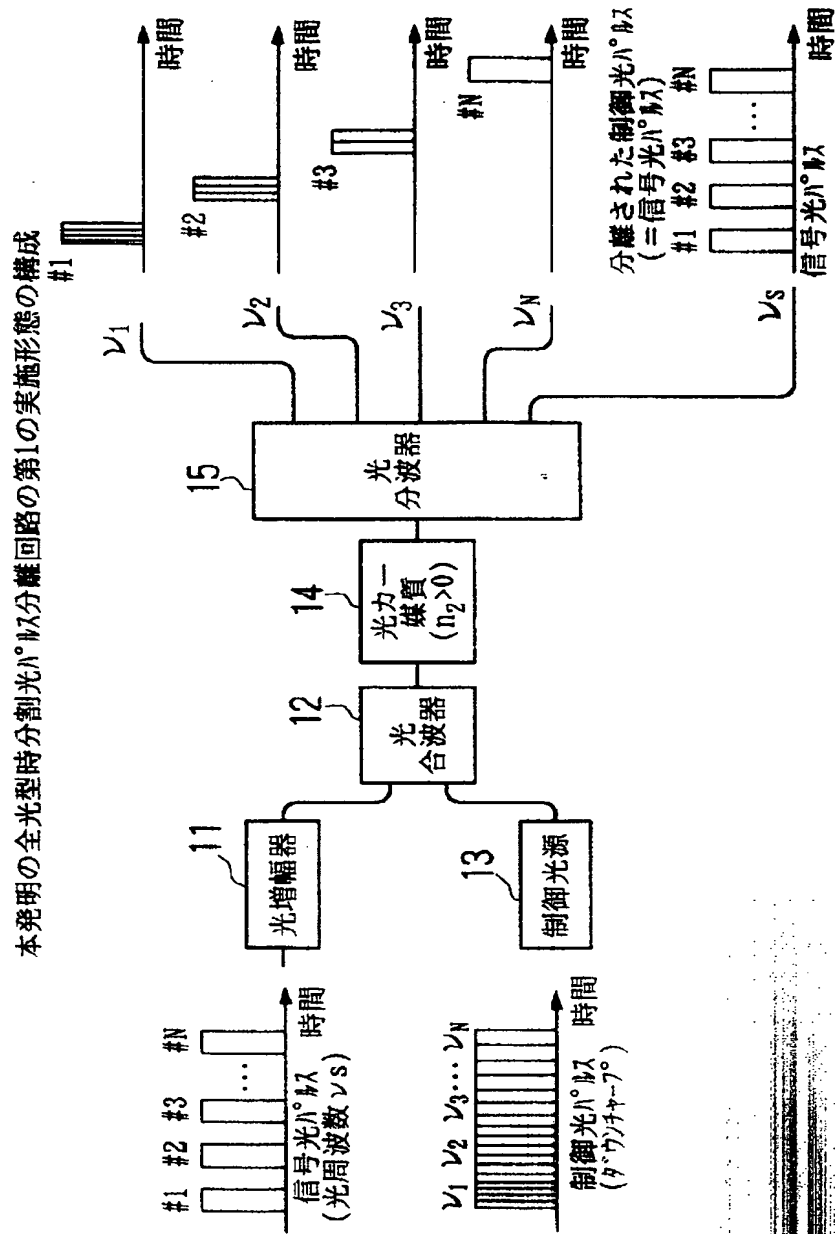 本発明の全光型時分割光パルス分離回路の第1の実施形態の構成
#1 #2 #3 ... #N
時間
信号光パルス
(光周波数νs)
ν1 ν2 ν3 ... νN
時間
制御光パルス
(ダウンチャープ)
11
光増幅器
13
制御光源
12
光
合波器
14
光カー
媒質
(n2>0)
15
光
分波器
ν1
#1
時間
ν2
#2
時間
ν3
#3
時間
νN
#N
時間
分離された制御光パルス
(=信号光パルス)
νS
#1 #2 #3 ... #N
信号光パルス
時間